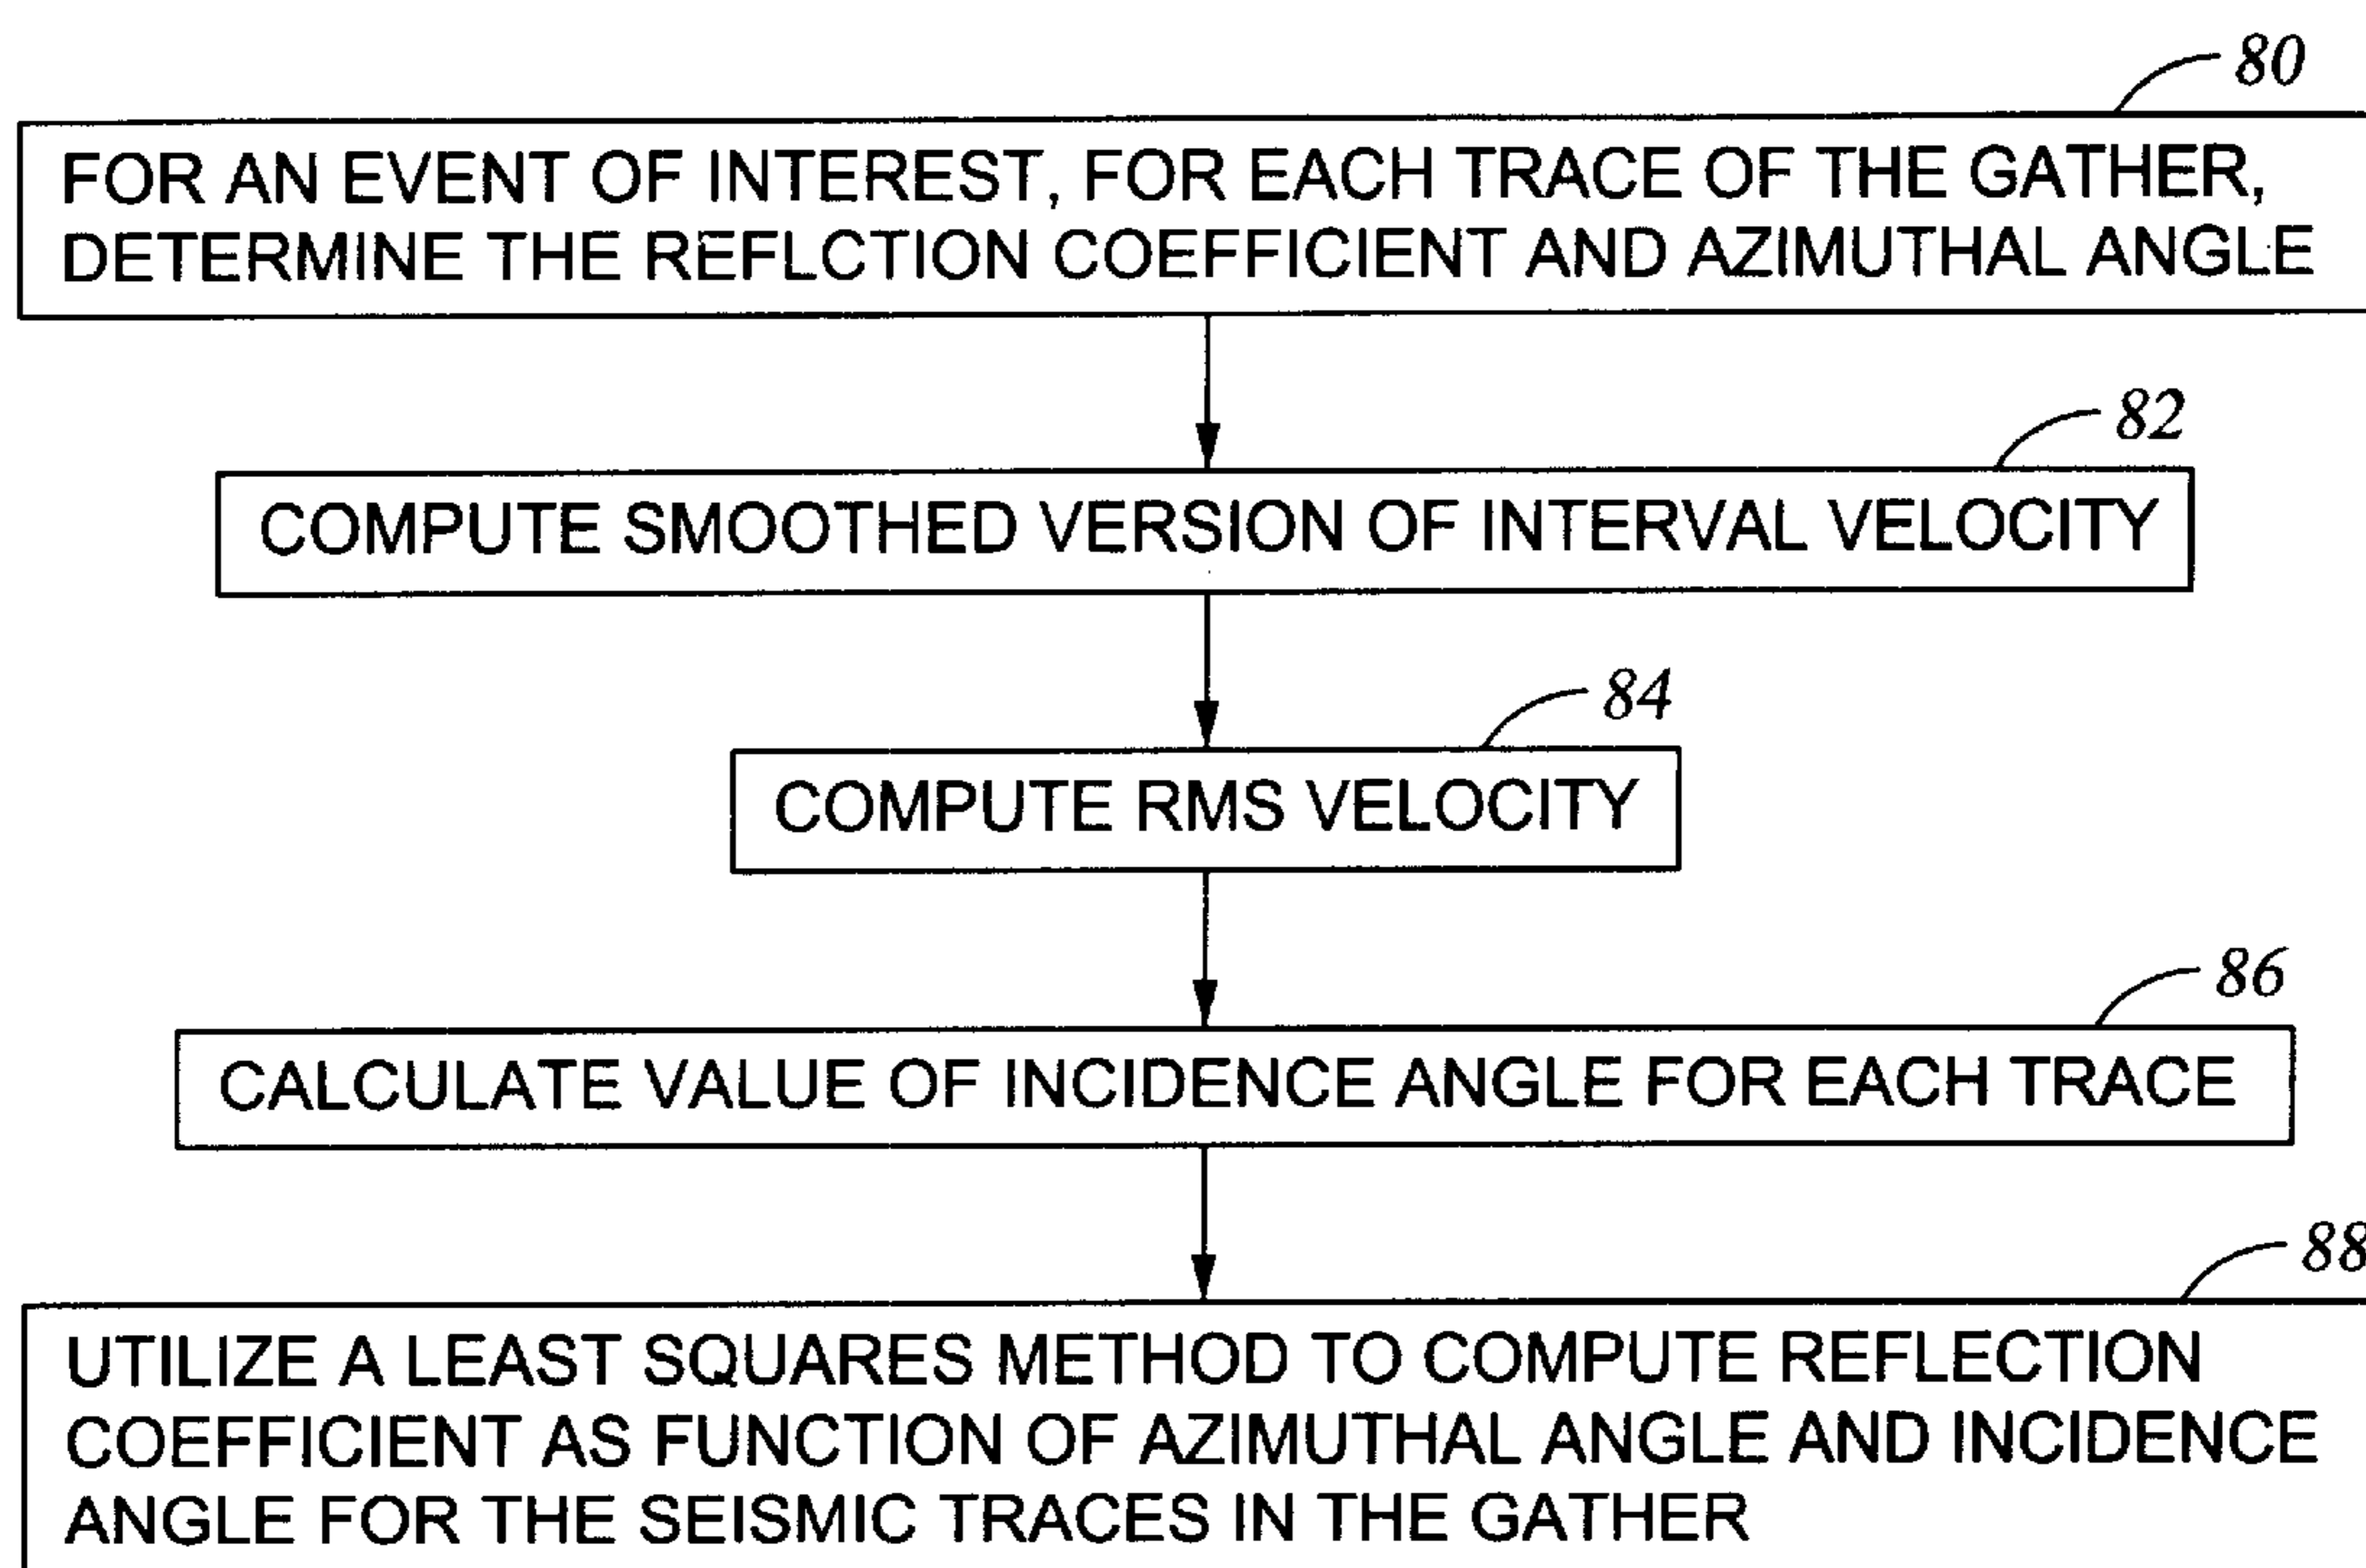 80
FOR AN EVENT OF INTEREST, FOR EACH TRACE OF THE GATHER,
DETERMINE THE REFLCTION COEFFICIENT AND AZIMUTHAL ANGLE
82
COMPUTE SMOOTHED VERSION OF INTERVAL VELOCITY
84
COMPUTE RMS VELOCITY
86
CALCULATE VALUE OF INCIDENCE ANGLE FOR EACH TRACE
88
UTILIZE A LEAST SQUARES METHOD TO COMPUTE REFLECTION
COEFFICIENT AS FUNCTION OF AZIMUTHAL ANGLE AND INCIDENCE
ANGLE FOR THE SEISMIC TRACES IN THE GATHER